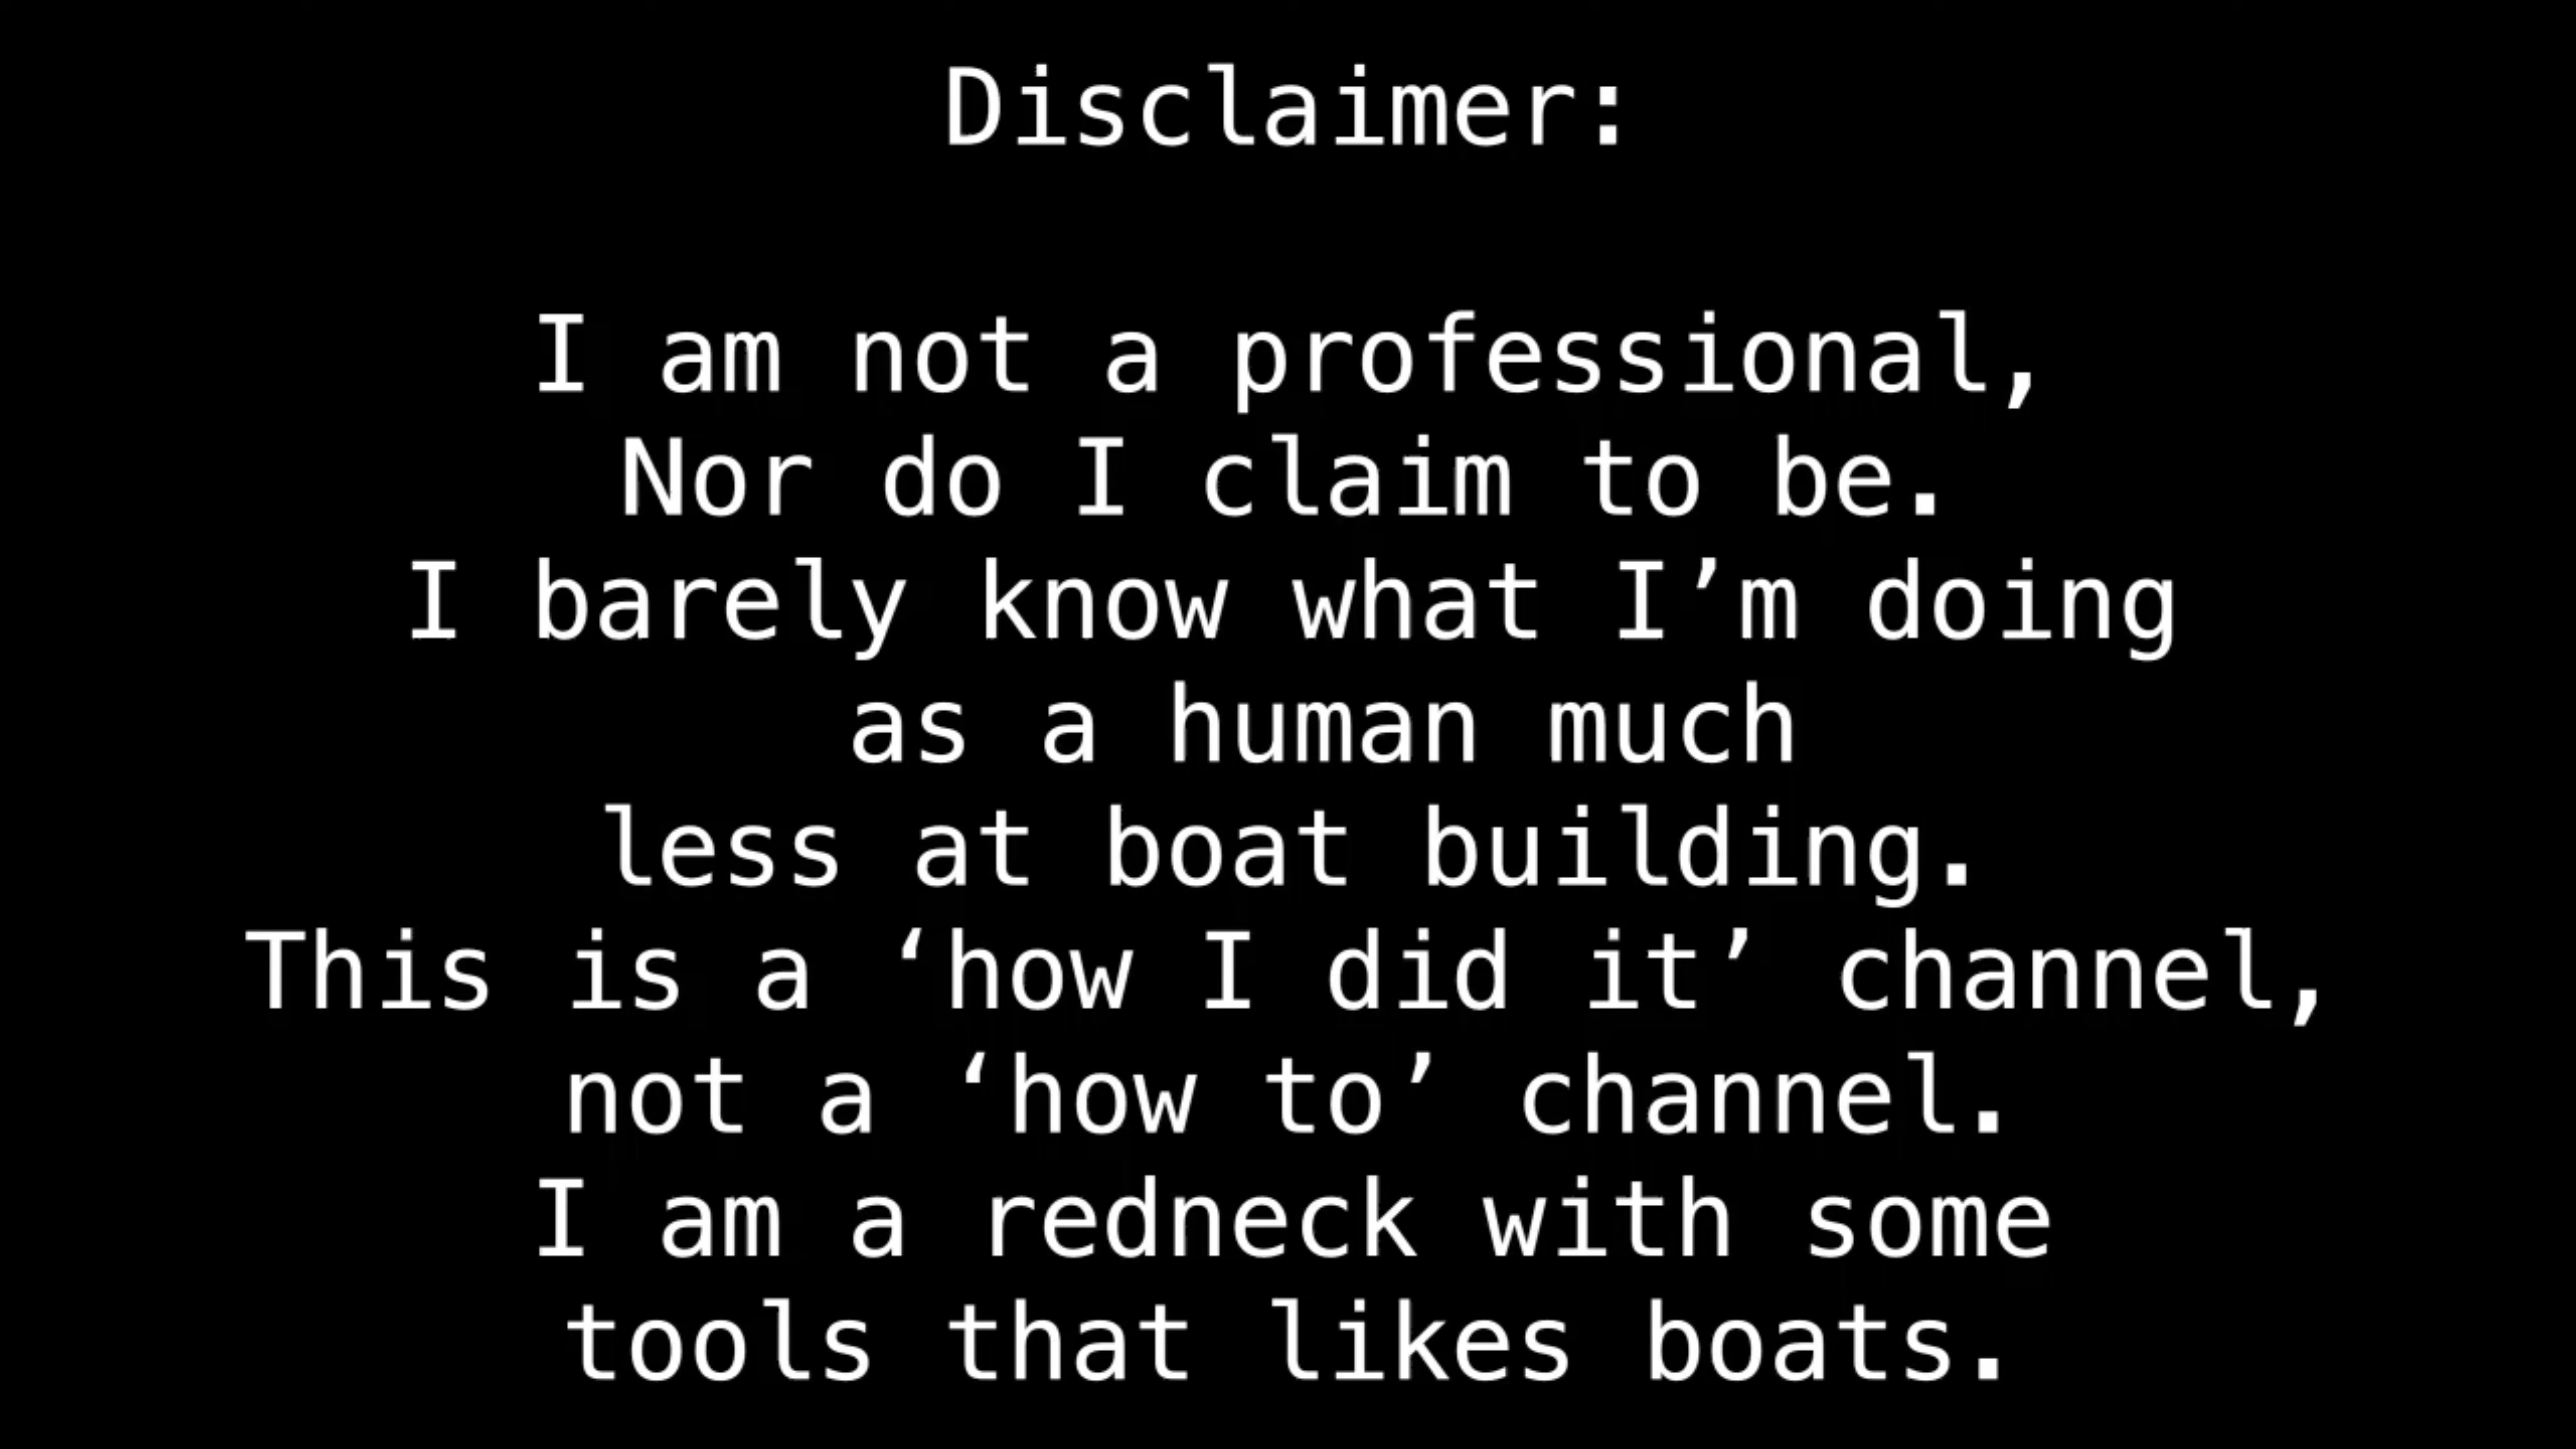 Disclaimer:
I am not a professional,
Nor do I claim to be.
I barely know what I’m doing
as a human much
less at boat building.
This is a ‘how I did it’ channel,
not a ‘how to’ channel.
I am a redneck with some
tools that likes boats.